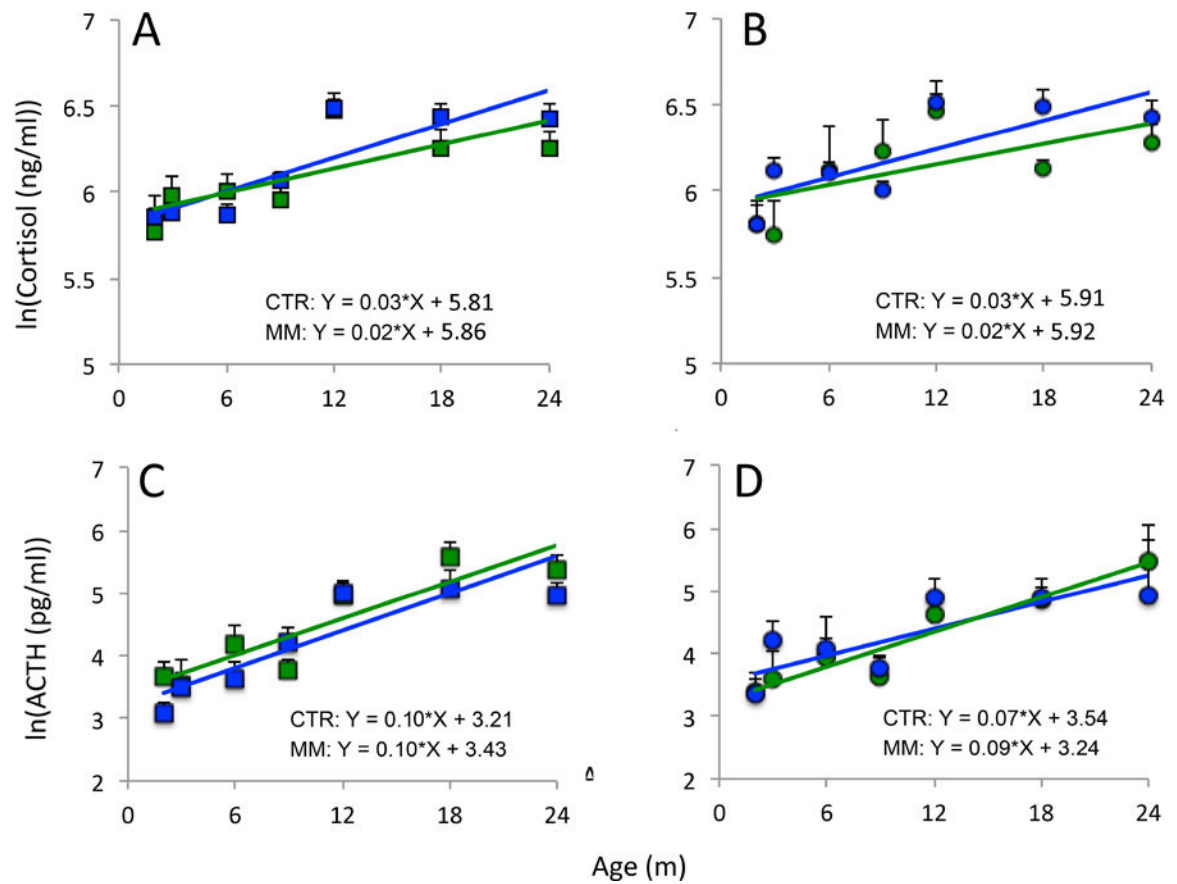 A
B
ln(Cortisol (ng/ml))
7
6.5
6
5.5
5
CTR: Y = 0.03*X + 5.81
MM: Y = 0.02*X + 5.86
0 6 12 18 24
7
6.5
6
5.5
5
CTR: Y = 0.03*X + 5.91
MM: Y = 0.02*X + 5.92
0 6 12 18 24
C
D
ln(ACTH (pg/ml))
7
6
5
4
3
2
CTR: Y = 0.10*X + 3.21
MM: Y = 0.10*X + 3.43
0 6 12 18 24
7
6
5
4
3
2
CTR: Y = 0.07*X + 3.54
MM: Y = 0.09*X + 3.24
0 6 12 18 24
Age (m)